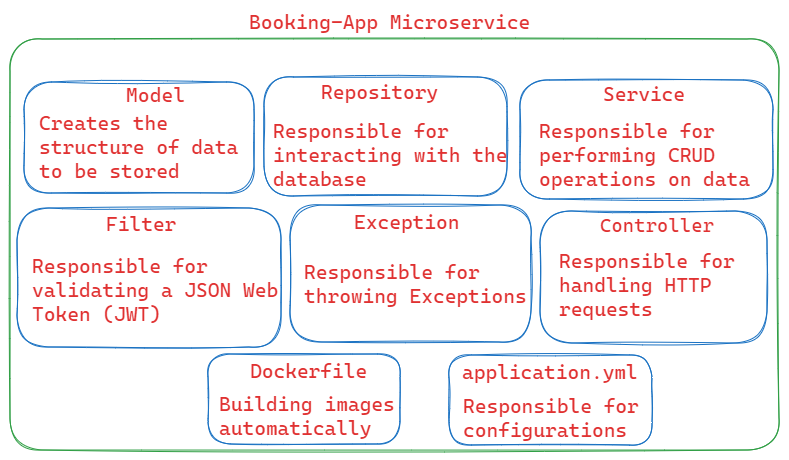 Booking-App Microservice
Model
Creates the
structure of data
to be stored
Repository
Responsible for
interacting with the
database
Service
Responsible for
performing CRUD
operations on data
Filter
Responsible for
validating a JSON Web
Token (JWT)
Exception
Responsible for
throwing Exceptions
Controller
Responsible for
handling HTTP
requests
Dockerfile
Building images
automatically
application.yml
Responsible for
configurations